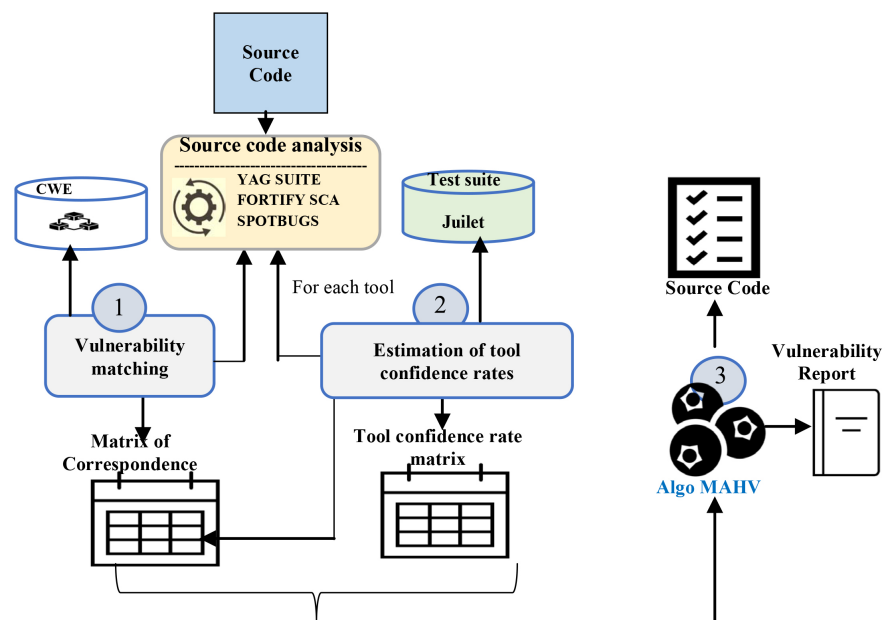 Source
Code
Source code analysis
YAG SUITE
FORTIFY SCA
SPOTBUGS
CWE
Test suite
Juilet
For each tool
1
Vulnerability
matching
2
Estimation of tool
confidence rates
Matrix of
Correspondence
Tool confidence rate
matrix
Source Code
3
Vulnerability
Report
Algo MAHV